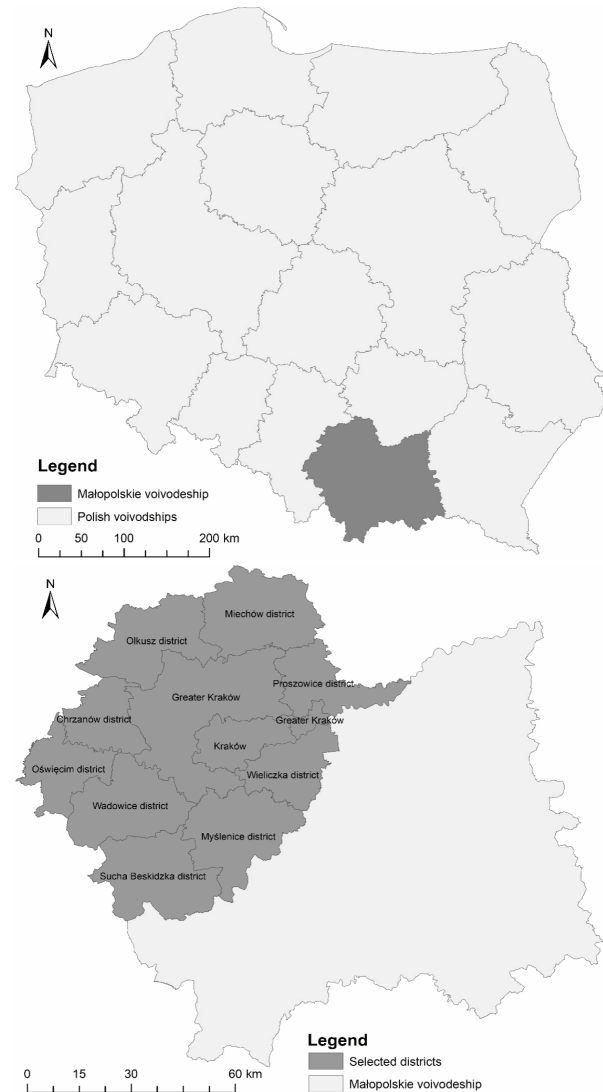 N
Legend
Małopolskie voivodeship
Polish voivodships
0 50 100 200 km
N
Miechów district
Olkusz district
Proszowice district
Greater Kraków
Chrzanów district
Greater Kraków
Kraków
Oświęcim district
Wieliczka district
Wadowice district
Myślenice district
Sucha Beskidzka district
Legend
Selected districts
Małopolskie voivodeship
0 15 30 60 km